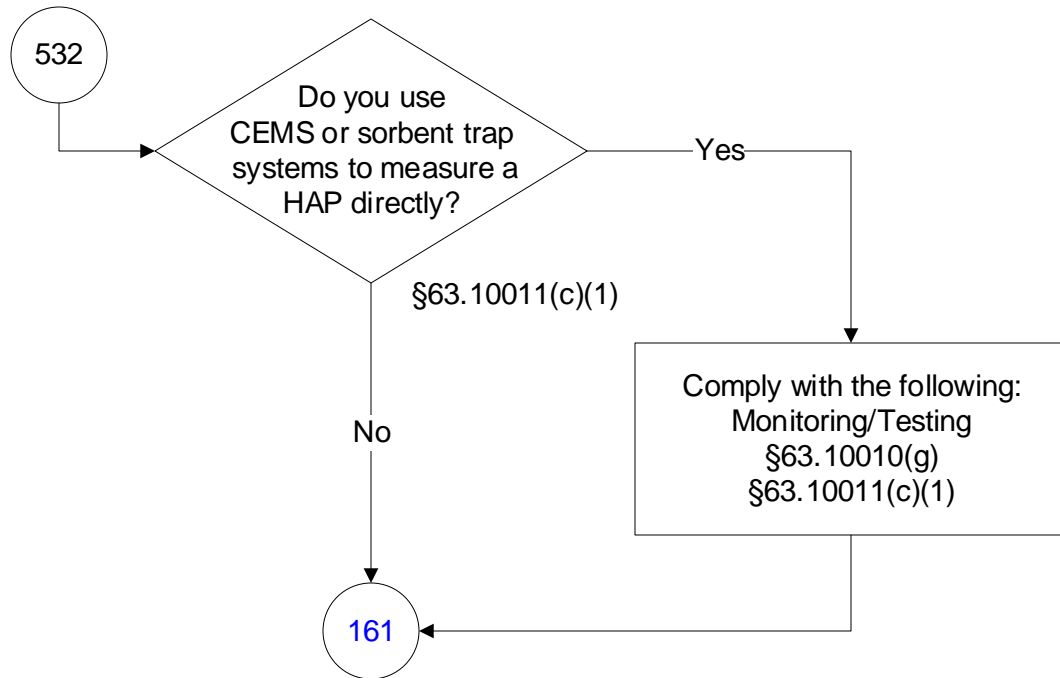 532
Do you use
CEMS or sorbent trap
systems to measure a
HAP directly?
Yes
§63.10011(c)(1)
Comply with the following:
Monitoring/Testing
§63.10010(g)
§63.10011(c)(1)
No
161